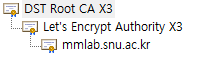 DST Root CA X3
Let's Encrypt Authority X3
mmlab.snu.ac.kr